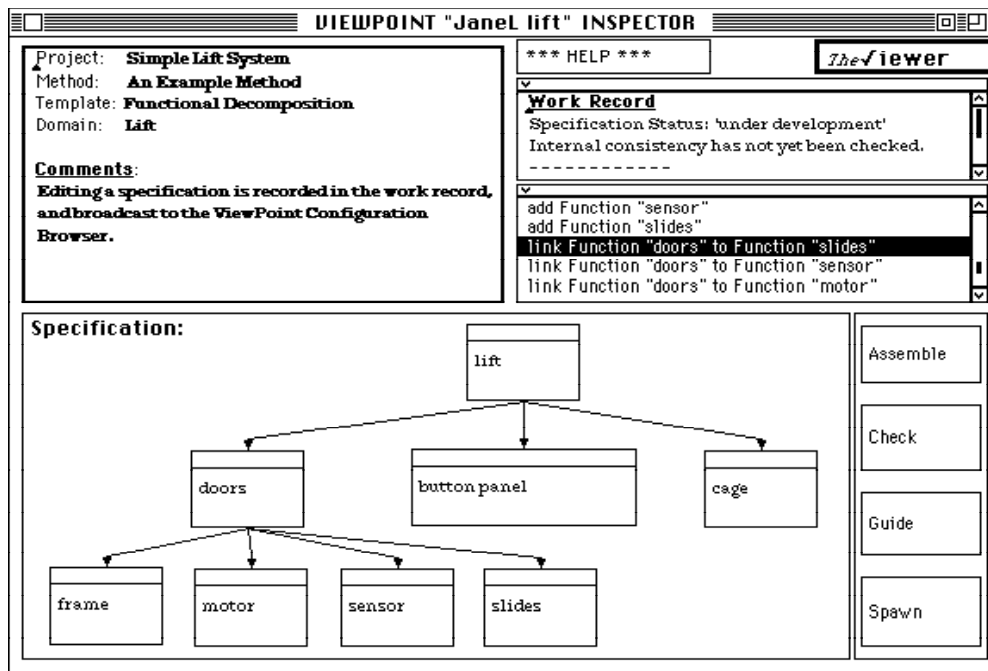 VIEWPOINT "JaneL lift" INSPECTOR
Project: Simple Lift System
Method: An Example Method
Template: Functional Decomposition
Domain: Lift
Comments:
Editing a specification is recorded in the work record,
and broadcast to the ViewPoint Configuration
Browser.
*** HELP ***
The√iewer
Work Record
Specification Status: 'under development'
Internal consistency has not yet been checked.
- - - - - - - - - - - - -
add Function "sensor"
add Function "slides"
link Function "doors" to Function "slides"
link Function "doors" to Function "sensor"
link Function "doors" to Function "motor"
Specification:
lift
doors
button panel
cage
frame
motor
sensor
slides
Assemble
Check
Guide
Spawn